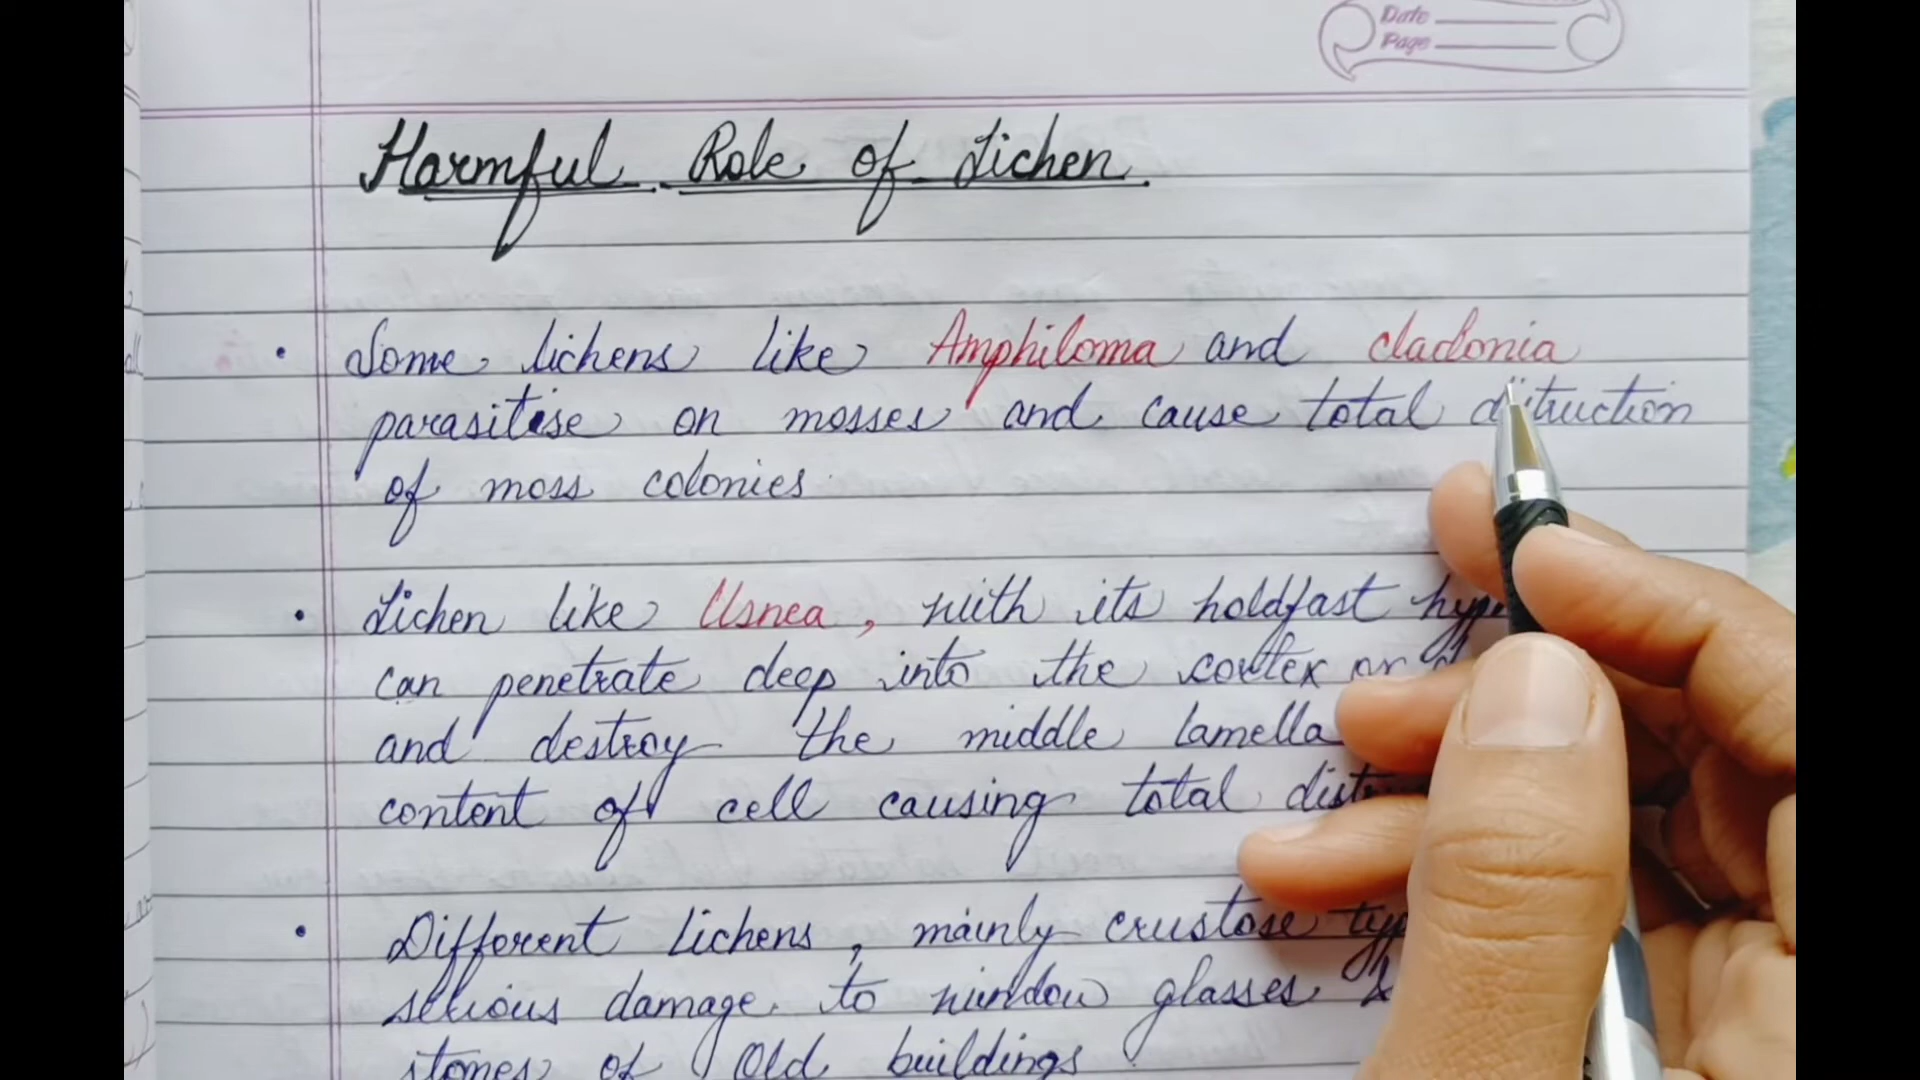 Date
Page
Harmful Role of Lichen
• Some lichens like Amphiloma and cladonia
parasitise on mosses and cause total distruction
of moss colonies
• Lichen like Usnea, with its holdfast
can penetrate deep into the cortex or
and destroy the middle lamella
content of cell causing total
• Different lichens, mainly crustose
serious damage to window glasses &
stones of old buildings